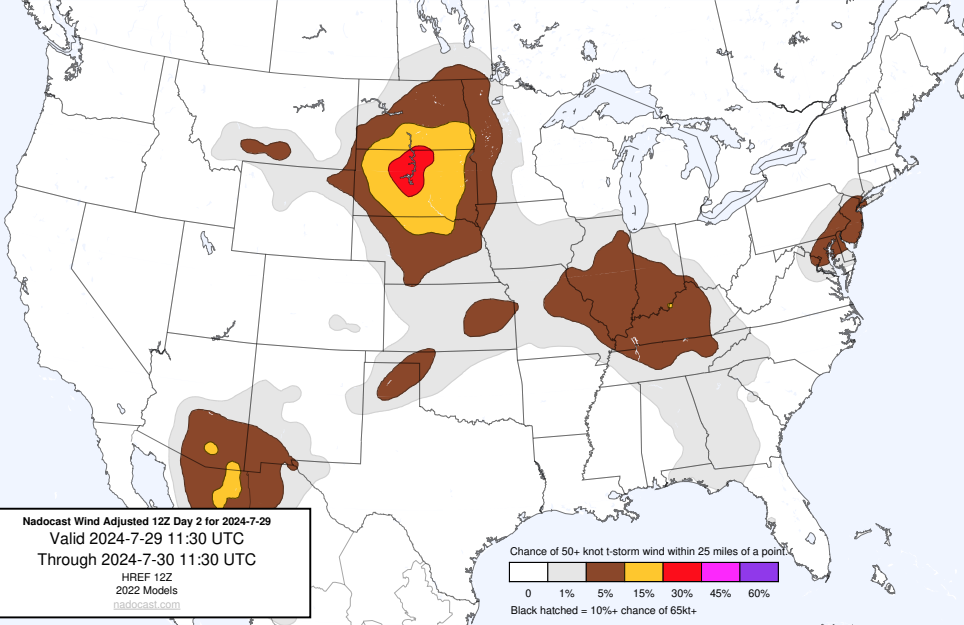 Nadocast Wind Adjusted 12Z Day 2 for 2024-7-29
Valid 2024-7-29 11:30 UTC
Through 2024-7-30 11:30 UTC
HREF 12Z
2022 Models
nadocast.com
Chance of 50+ knot t-storm wind within 25 miles of a point.
0 1% 5% 15% 30% 45% 60%
Black hatched = 10%+ chance of 65kt+